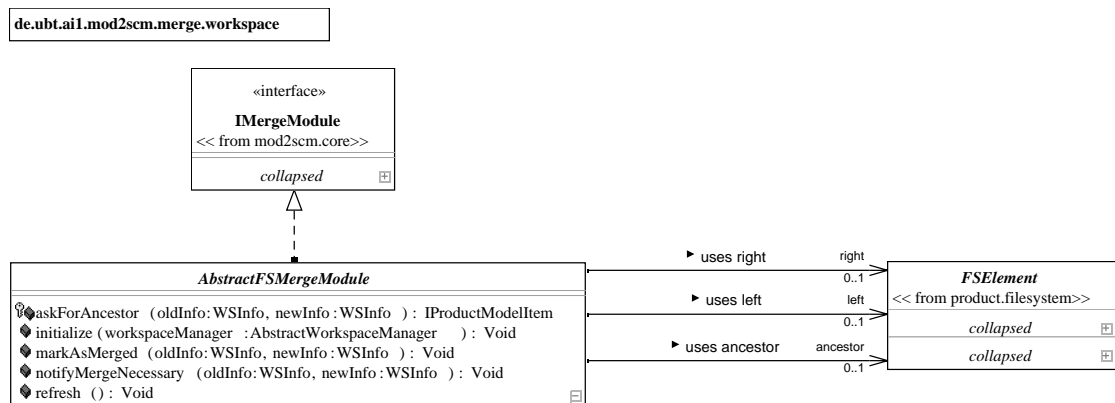 de.ubt.ai1.mod2scm.merge.workspace
«interface»
IMergeModule
<< from mod2scm.core>>
collapsed
AbstractFSMergeModule
askForAncestor (oldInfo:WSInfo, newInfo:WSInfo ): IProductModelItem
initialize (workspaceManager :AbstractWorkspaceManager ): Void
markAsMerged (oldInfo:WSInfo, newInfo:WSInfo ): Void
notifyMergeNecessary (oldInfo:WSInfo, newInfo:WSInfo ): Void
refresh (): Void
uses right
right
0..1
uses left
left
0..1
uses ancestor
ancestor
0..1
FSElement
<< from product.filesystem>>
collapsed
collapsed